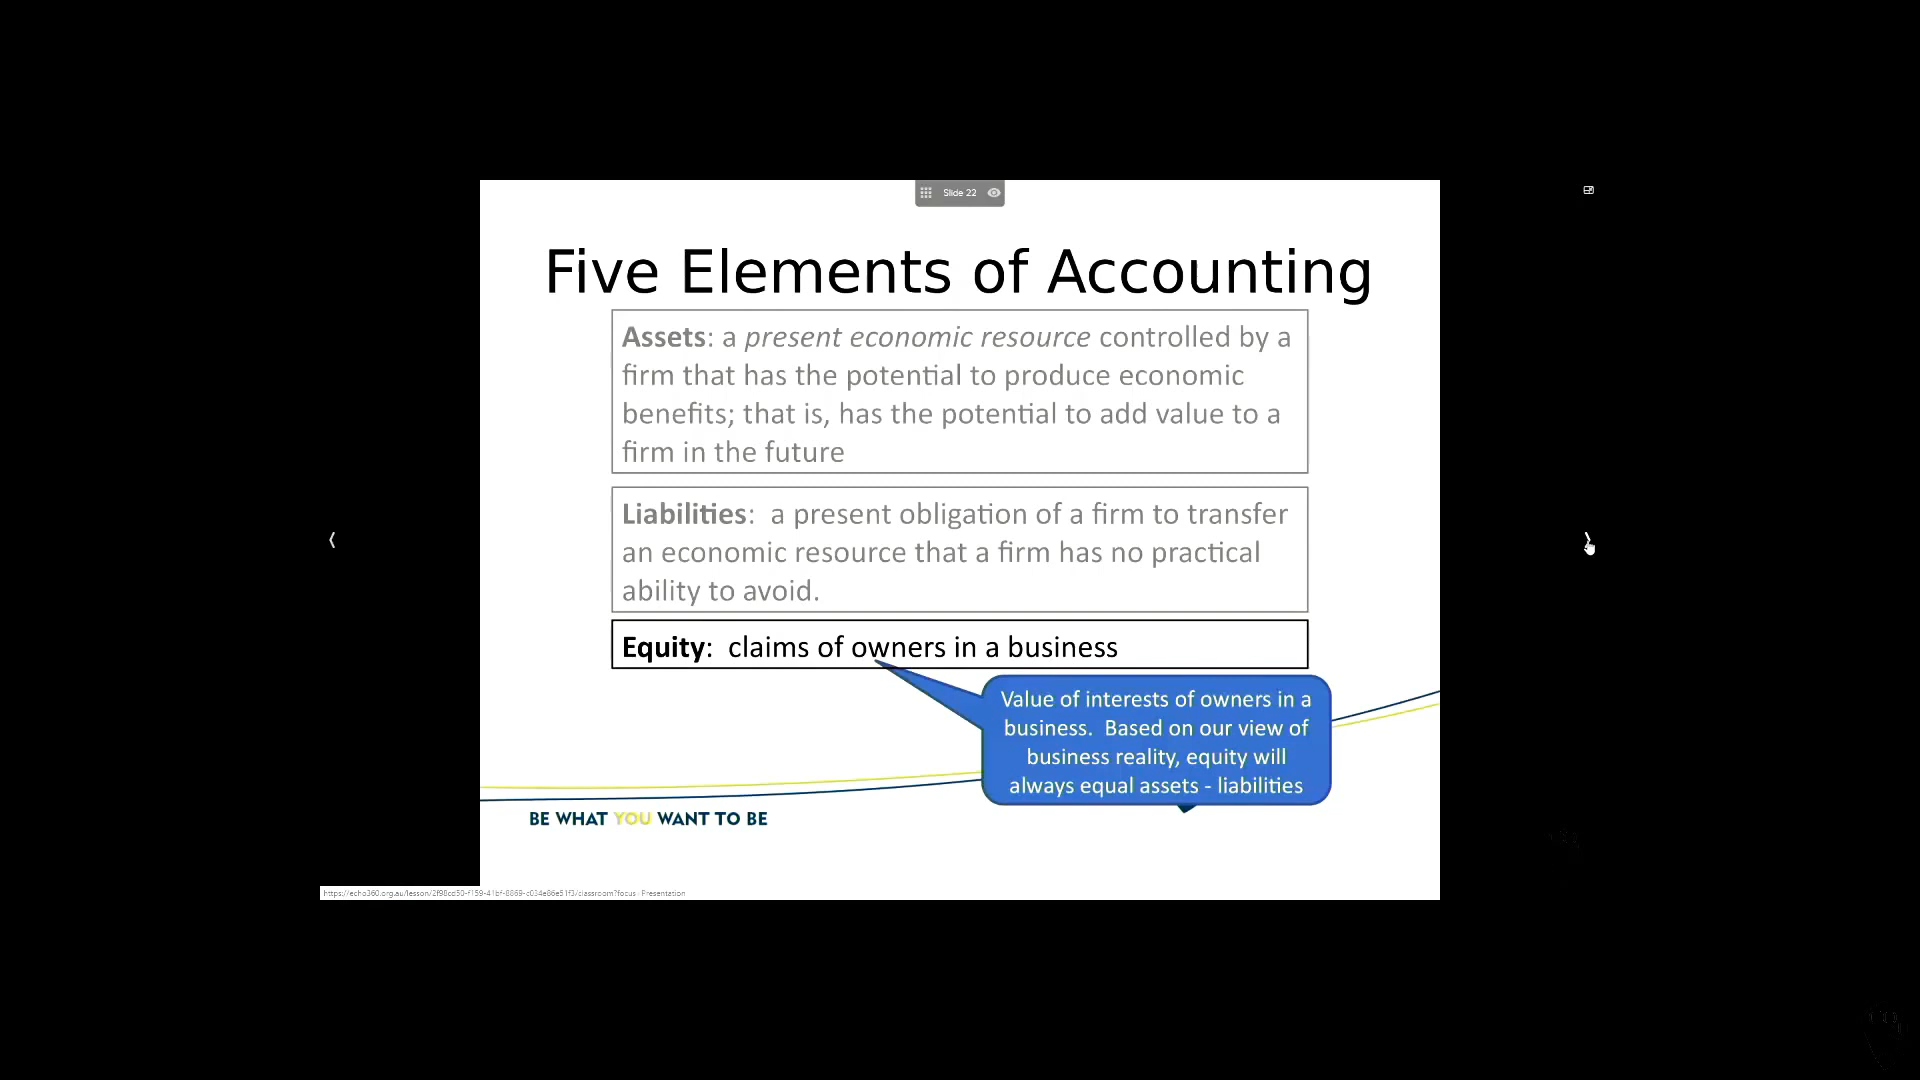 Slide 22
Five Elements of Accounting
Assets: a present economic resource controlled by a
firm that has the potential to produce economic
benefits; that is, has the potential to add value to a
firm in the future
Liabilities:  a present obligation of a firm to transfer
an economic resource that a firm has no practical
ability to avoid.
Equity:  claims of owners in a business
Value of interests of owners in a
business.  Based on our view of
business reality, equity will
always equal assets - liabilities
BE WHAT YOU WANT TO BE